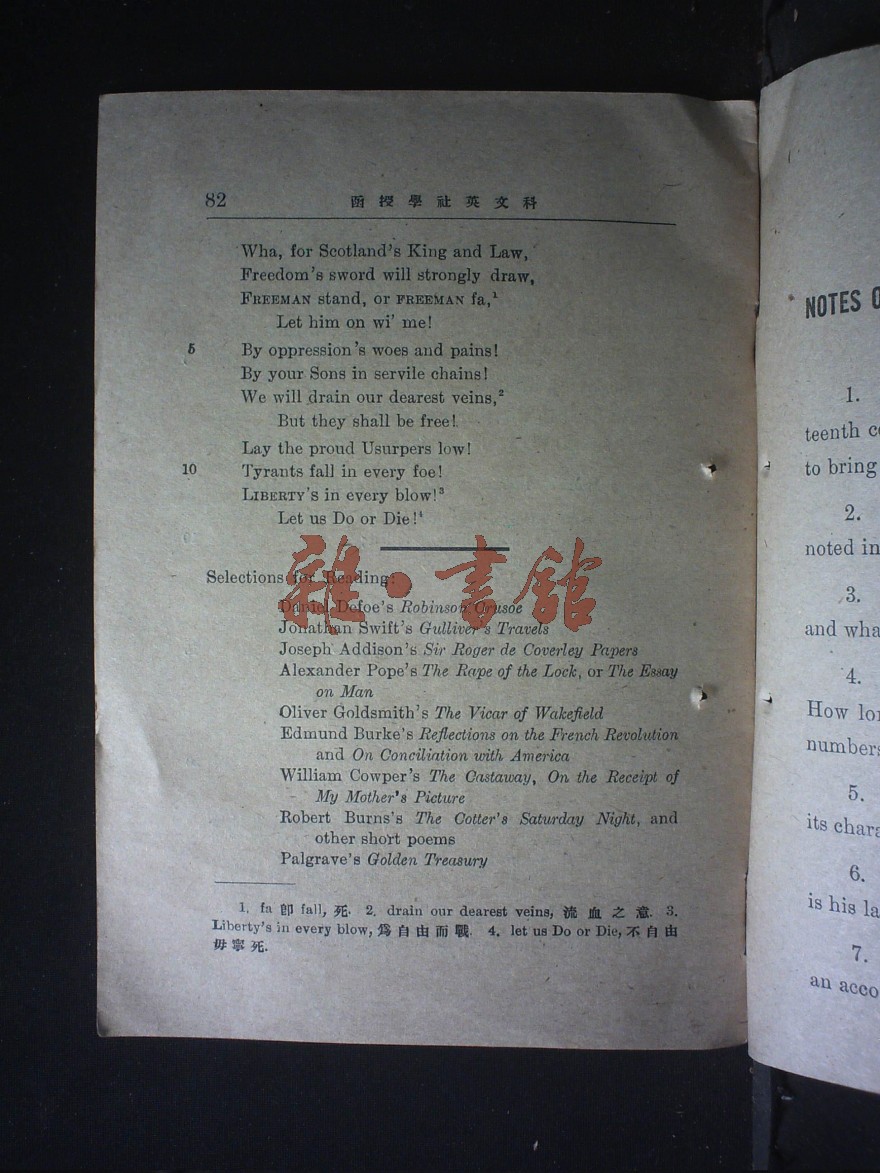 82 函授學社英文科
Wha, for Scotland's King and Law,
Freedom's sword will strongly draw,
FREEMAN stand, or FREEMAN fa,¹
Let him on wi' me!
5 By oppression's woes and pains!
By your Sons in servile chains!
We will drain our dearest veins,²
But they shall be free!
Lay the proud Usurpers low!
10 Tyrants fall in every foe!
LIBERTY's in every blow!³
Let us Do or Die!⁴
Selections for Reading:
Daniel Defoe's Robinson Crusoe
Jonathan Swift's Gulliver's Travels
Joseph Addison's Sir Roger de Coverley Papers
Alexander Pope's The Rape of the Lock, or The Essay
on Man
Oliver Goldsmith's The Vicar of Wakefield
Edmund Burke's Reflections on the French Revolution
and On Conciliation with America
William Cowper's The Castaway, On the Receipt of
My Mother's Picture
Robert Burns's The Cotter's Saturday Night, and
other short poems
Palgrave's Golden Treasury
1. fa 卽 fall, 死. 2. drain our dearest veins, 流血之意. 3.
Liberty's in every blow, 爲自由而戰. 4. let us Do or Die, 不自由
毋寧死.
雜·書館
NOTES
1.
teenth
to bring
2.
noted in
3.
and wha
4.
How lo
numbers
5.
its chara
6.
is his la
7.
an acco